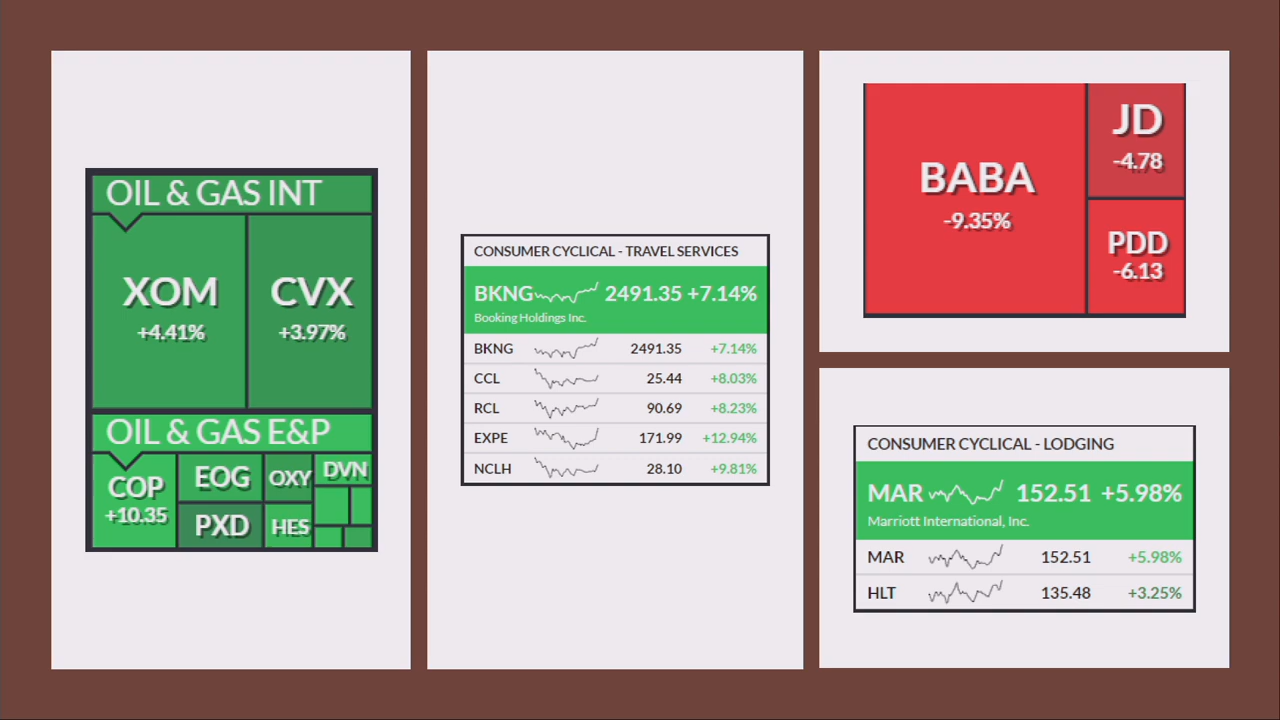 OIL & GAS INT
XOM
+4.41%
CVX
+3.97%
OIL & GAS E&P
COP
+10.35
EOG
OXY
DVN
PXD
HES
CONSUMER CYCLICAL - TRAVEL SERVICES
BKNG 2491.35 +7.14%
Booking Holdings Inc.
BKNG 2491.35 +7.14%
CCL 25.44 +8.03%
RCL 90.69 +8.23%
EXPE 171.99 +12.94%
NCLH 28.10 +9.81%
BABA
-9.35%
JD
-4.78
PDD
-6.13
CONSUMER CYCLICAL - LODGING
MAR 152.51 +5.98%
Marriott International, Inc.
MAR 152.51 +5.98%
HLT 135.48 +3.25%